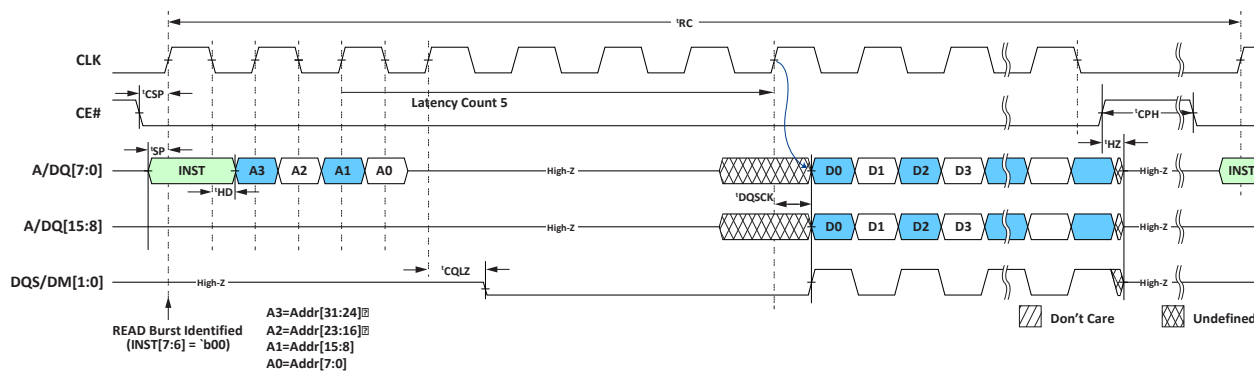 tRC
CLK
tCSP
Latency Count 5
CE#
tCPH
tSP
tHZ
A/DQ[7:0]
INST
A3
A2
A1
A0
High-Z
D0
D1
D2
D3
High-Z
INST
tHD
tDQSCK
A/DQ[15:8]
High-Z
D0
D1
D2
D3
High-Z
tCQLZ
DQS/DM[1:0]
High-Z
High-Z
READ Burst Identified
(INST[7:6] = `b00)
A3=Addr[31:24]
A2=Addr[23:16]
A1=Addr[15:8]
A0=Addr[7:0]
Don't Care
Undefined